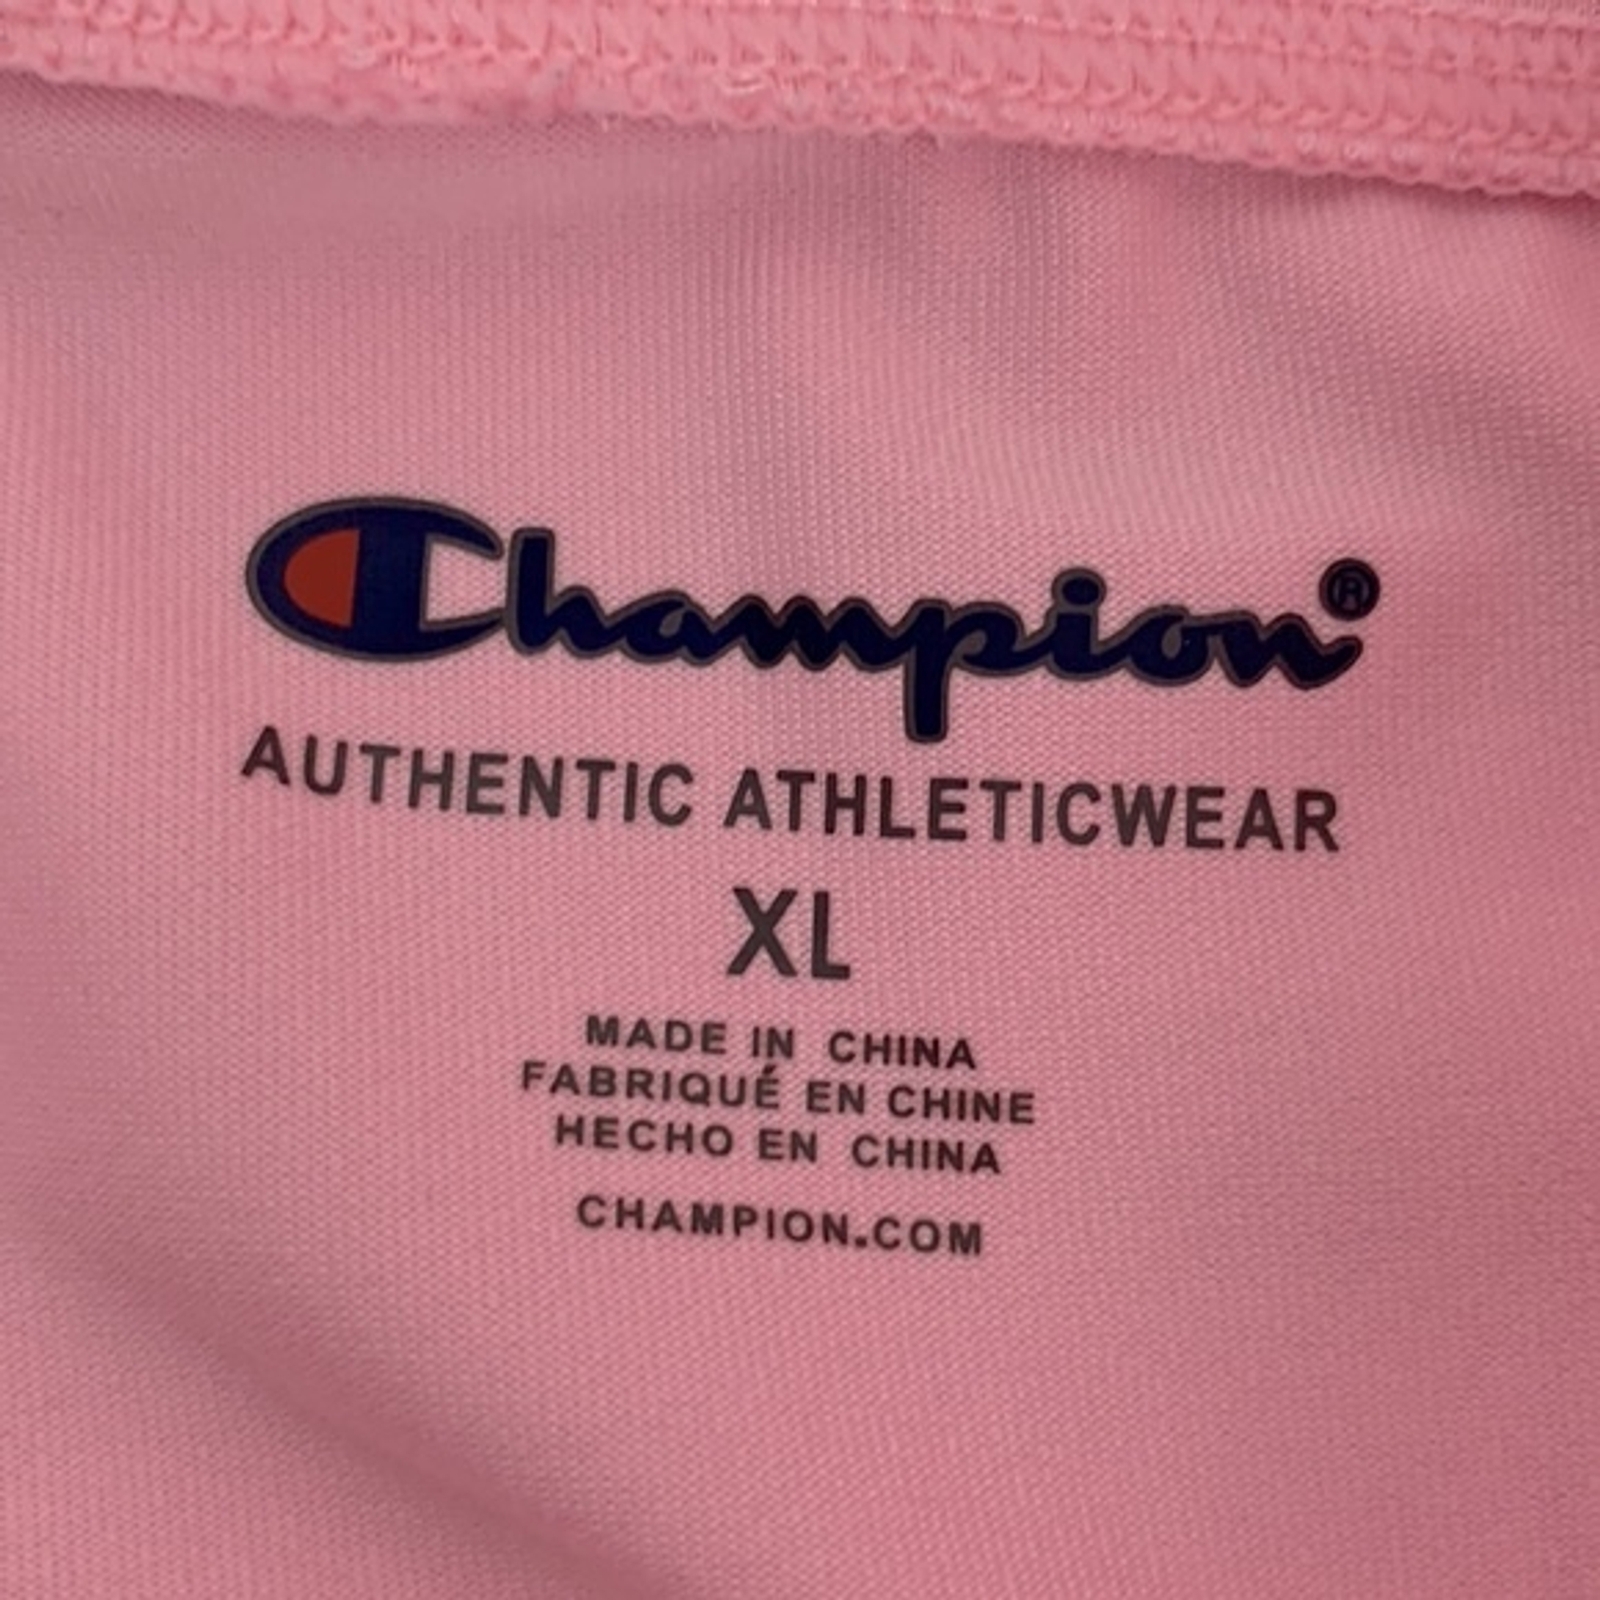 Champion®
AUTHENTIC ATHLETICWEAR
XL
MADE IN CHINA
FABRIQUÉ EN CHINE
HECHO EN CHINA
CHAMPION.COM